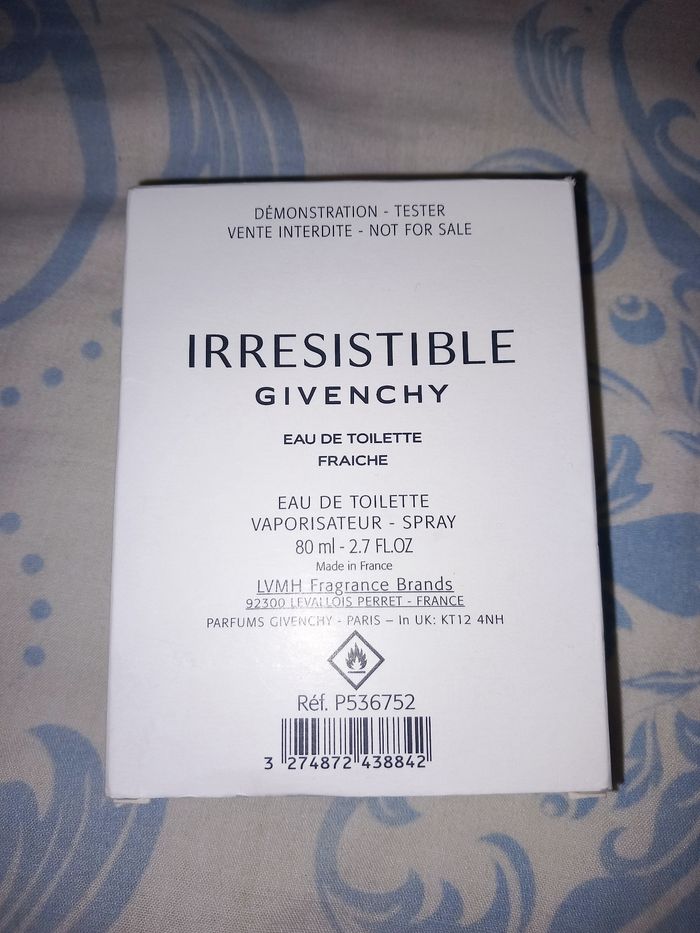 DÉMONSTRATION - TESTER
VENTE INTERDITE - NOT FOR SALE
IRRESISTIBLE
GIVENCHY
EAU DE TOILETTE
FRAICHE
EAU DE TOILETTE
VAPORISATEUR - SPRAY
80 ml - 2.7 FL.OZ
Made in France
LVMH Fragrance Brands
92300 LEVALLOIS PERRET - FRANCE
PARFUMS GIVENCHY - PARIS – In UK: KT12 4NH
Réf. P536752
3 274872 438842